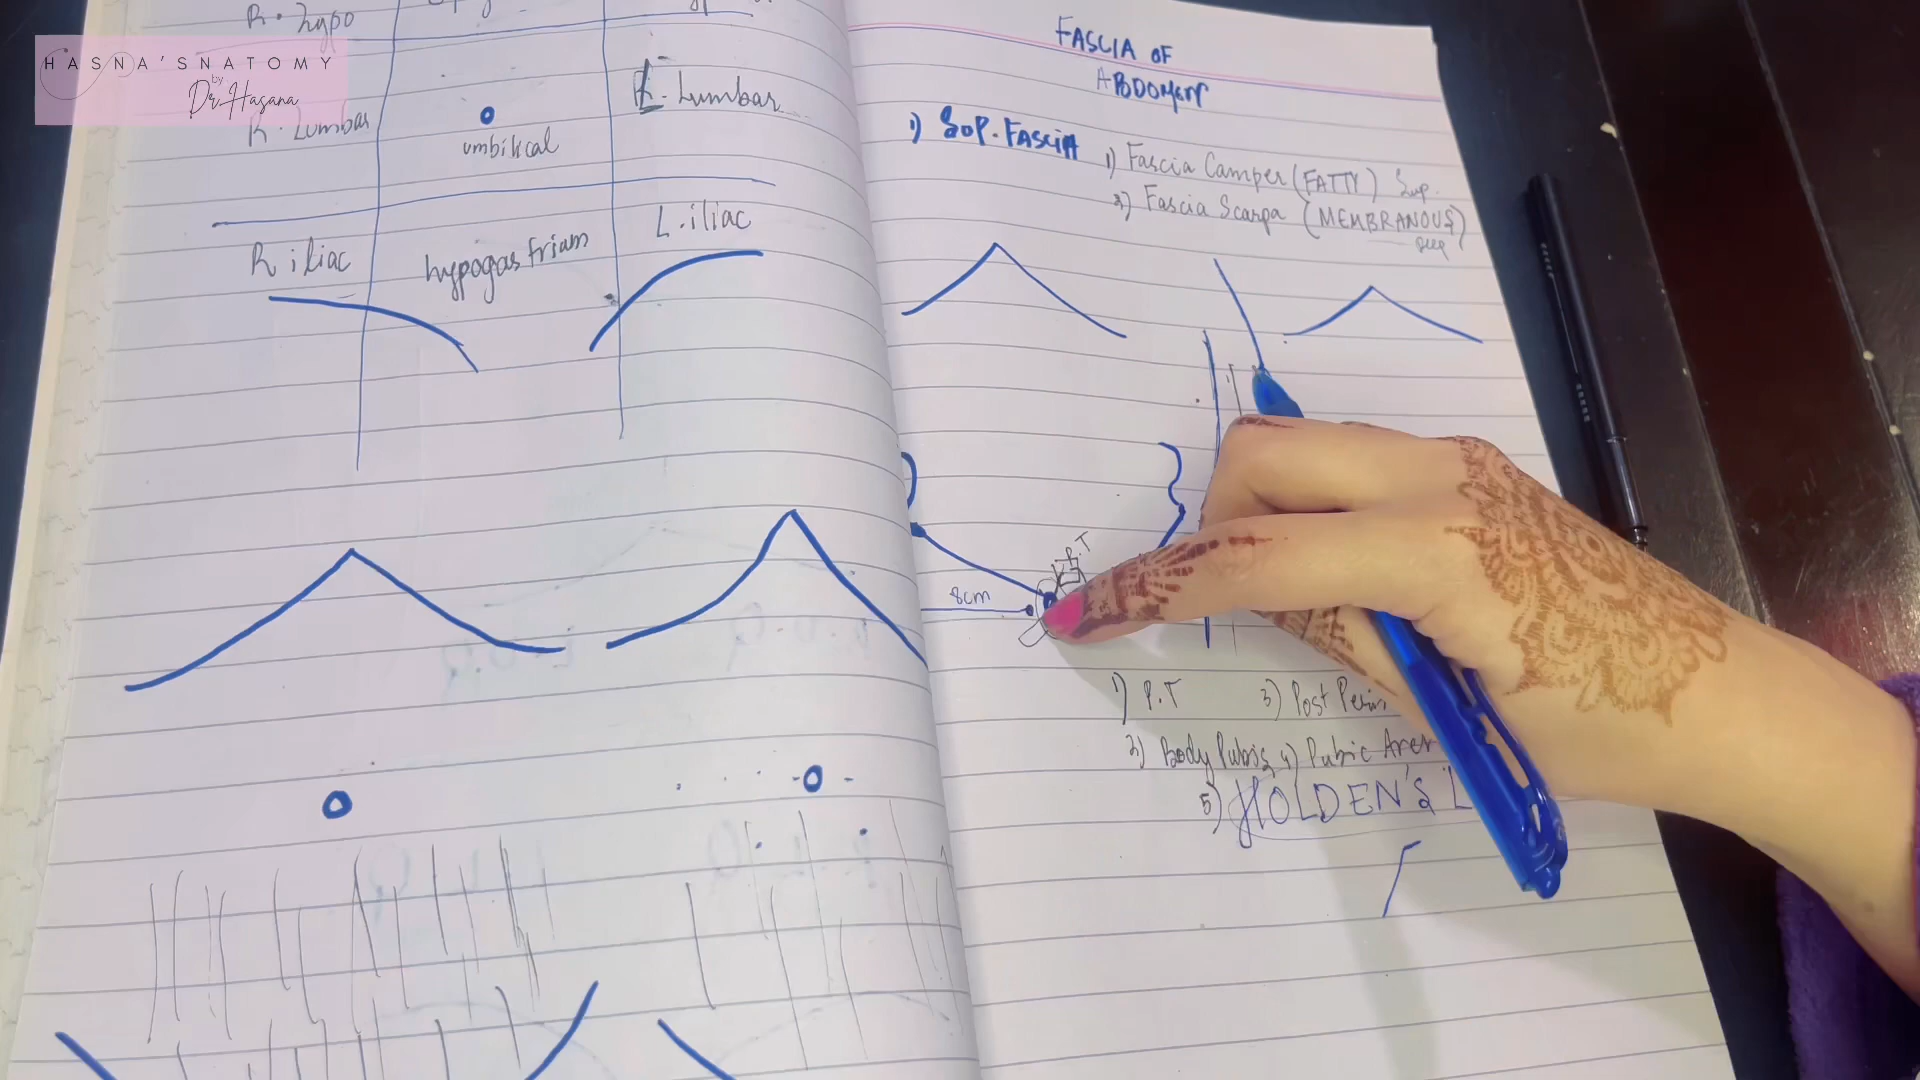 HASNA'SNATOMY
by
Dr.Hasana
R. hypo
R. Lumbar
umbilical
L. Lumbar
R iliac
hypogastrium
L. iliac
FASCIA OF
ABDOMEN
1) SUP. FASCIA
1) Fascia Camper (FATTY) Sup.
2) Fascia Scarpa (MEMBRANOUS)
deep
P.T
8cm
1) P.T
3) Post Perin
2) Body Pubis
4) Pubic
5) HOLDEN'S L